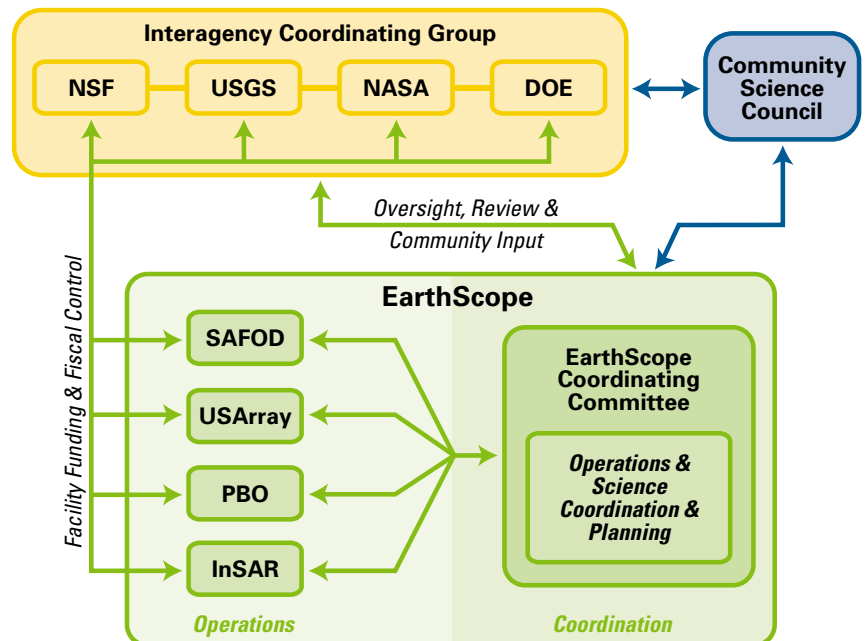 Interagency Coordinating Group
NSF
USGS
NASA
DOE
Community
Science
Council
Oversight, Review &
Community Input
Facility Funding & Fiscal Control
EarthScope
SAFOD
USArray
PBO
InSAR
EarthScope
Coordinating
Committee
Operations &
Science
Coordination &
Planning
Operations
Coordination